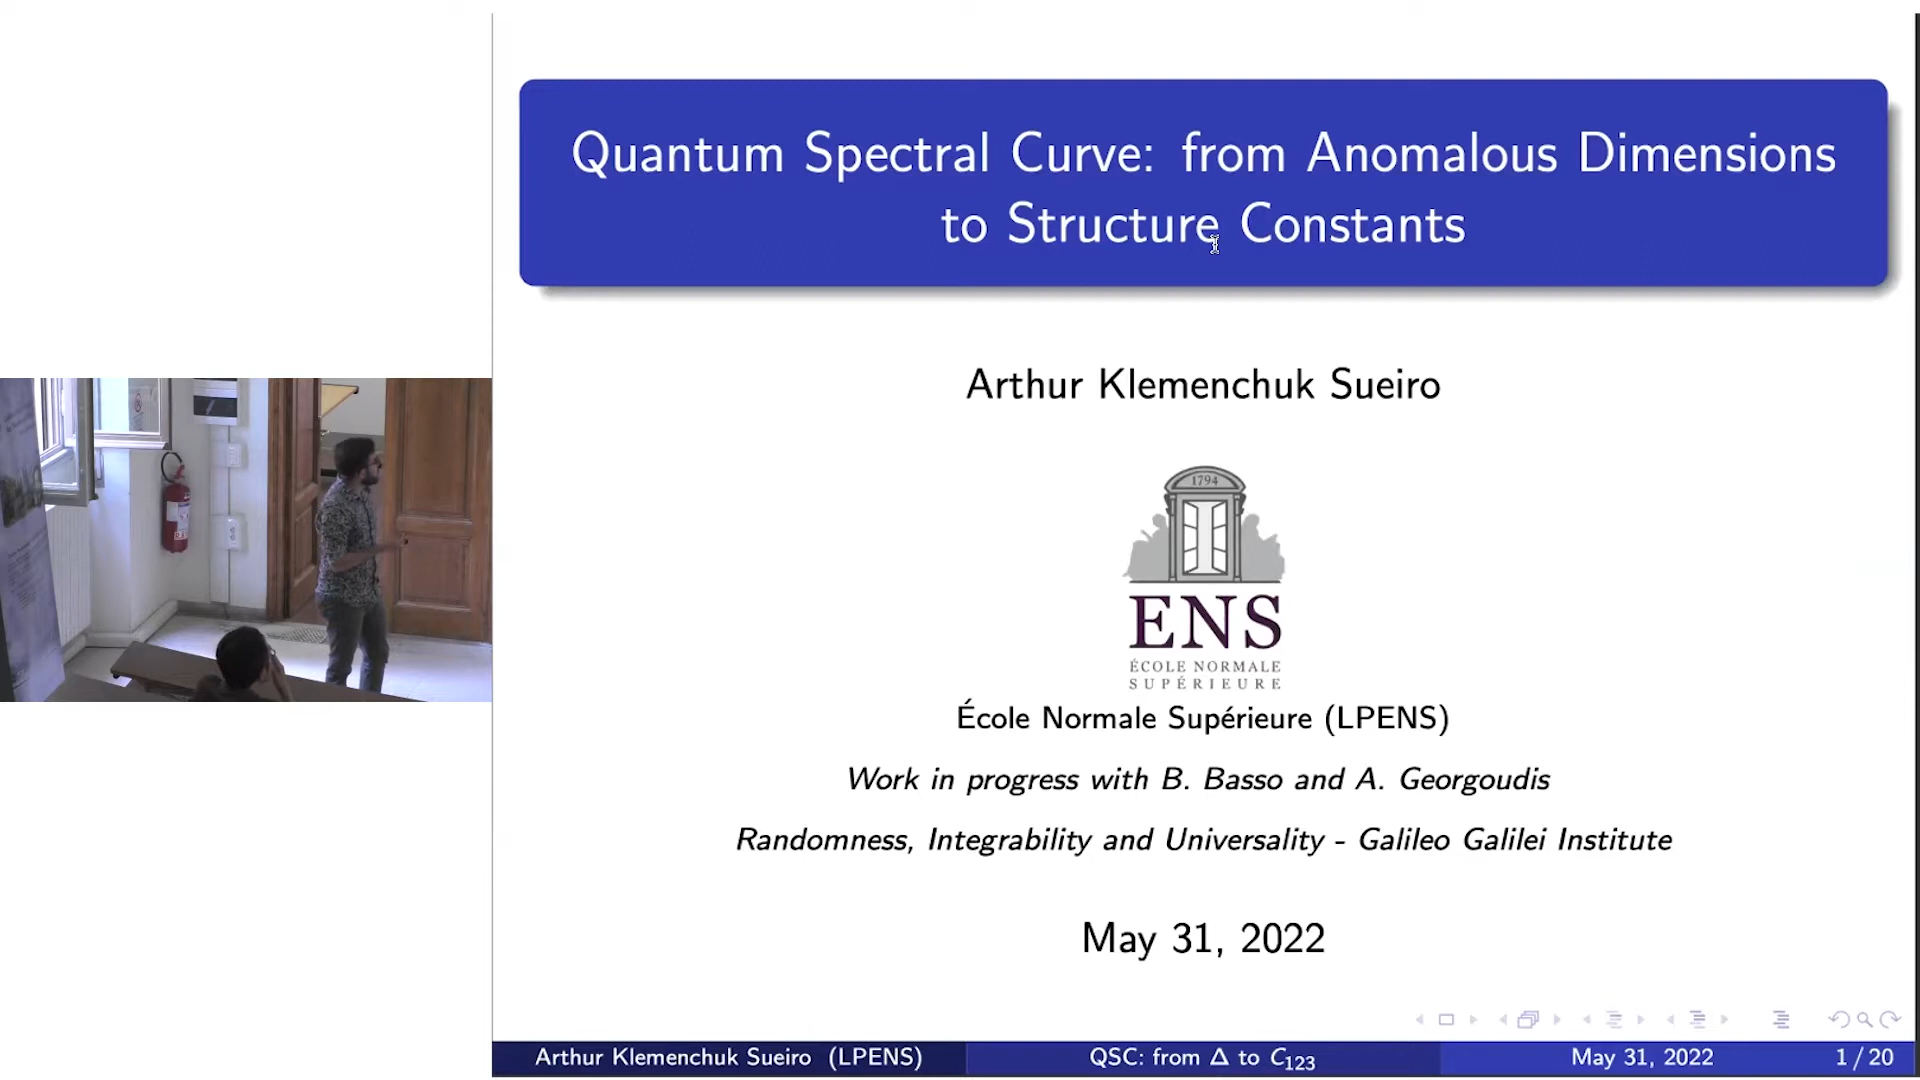 Quantum Spectral Curve: from Anomalous Dimensions
to Structure Constants
Arthur Klemenchuk Sueiro
1794
ENS
ÉCOLE NORMALE
SUPÉRIEURE
École Normale Supérieure (LPENS)
Work in progress with B. Basso and A. Georgoudis
Randomness, Integrability and Universality - Galileo Galilei Institute
May 31, 2022
Arthur Klemenchuk Sueiro (LPENS) QSC: from Δ to C₁₂₃ May 31, 2022 1 / 20